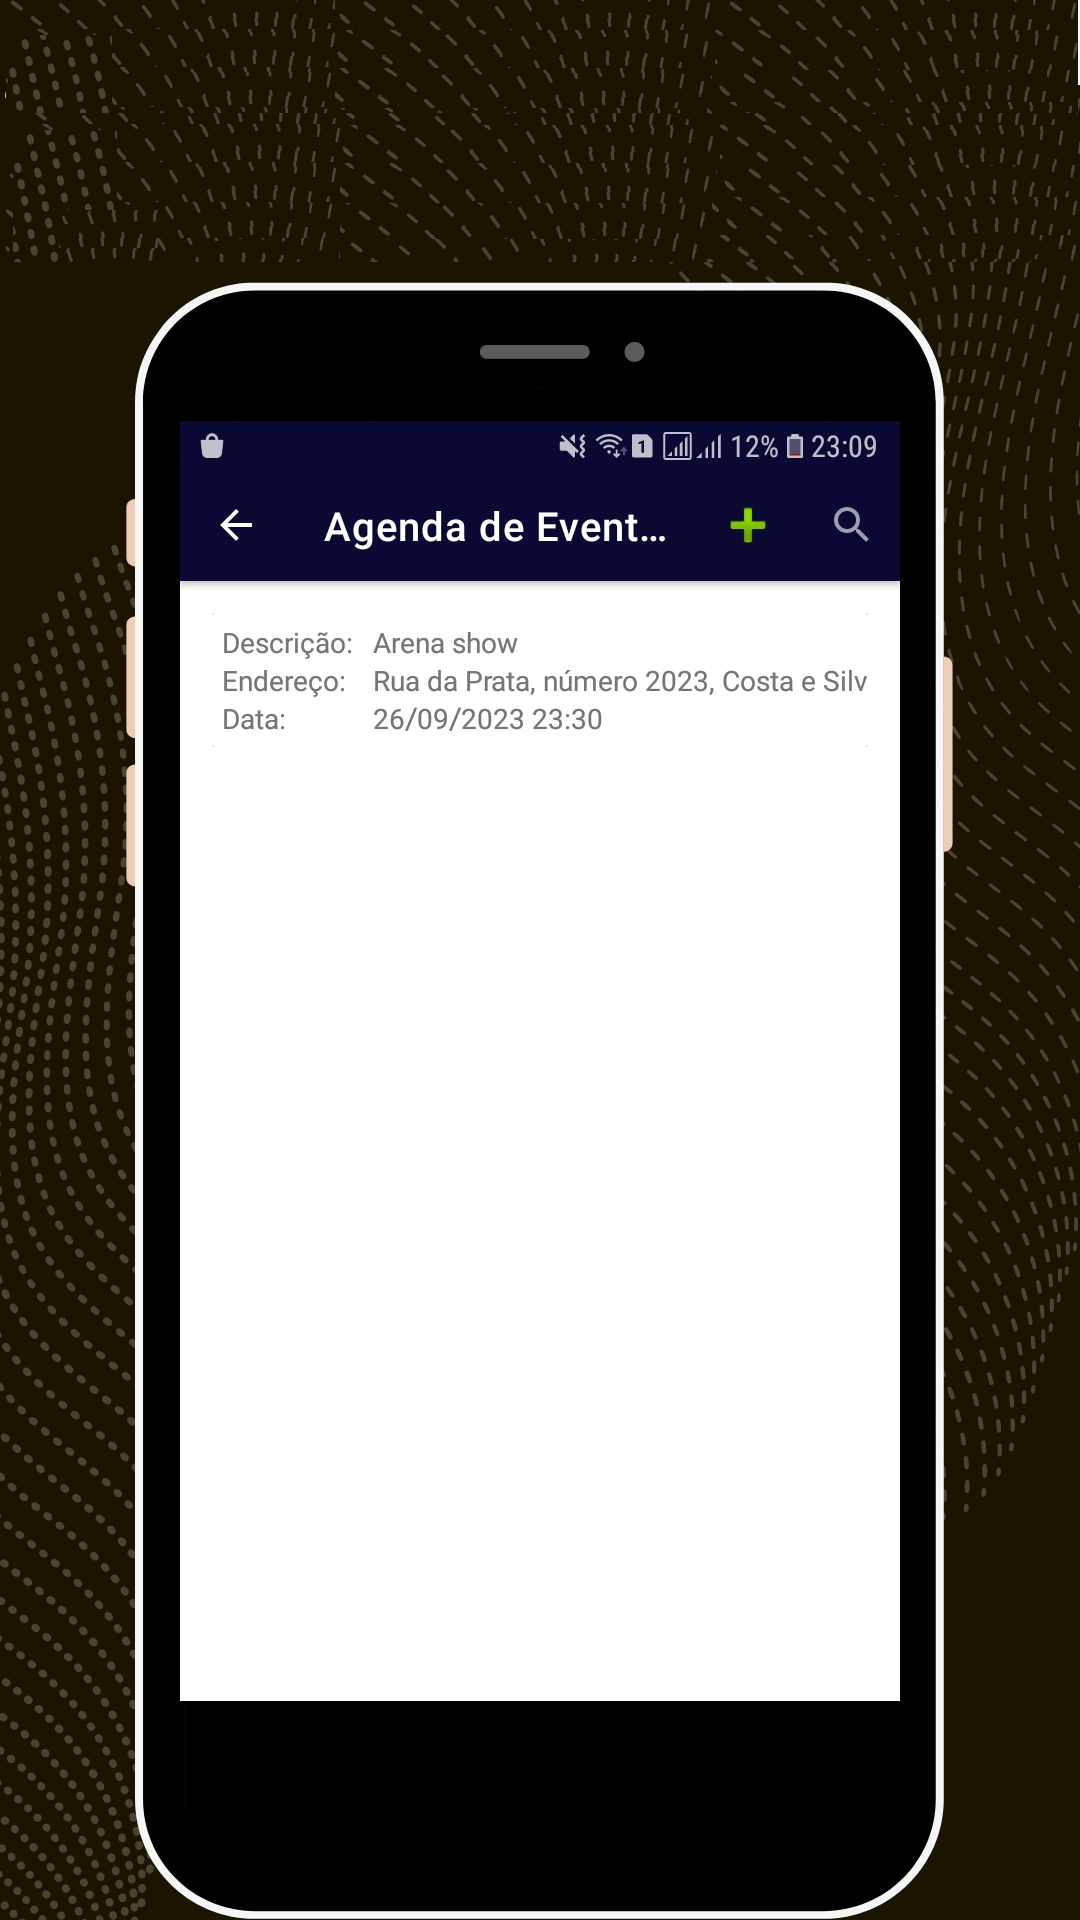 1 12% 23:09
Agenda de Event...
Descrição: Arena show
Endereço: Rua da Prata, número 2023, Costa e Silv
Data: 26/09/2023 23:30